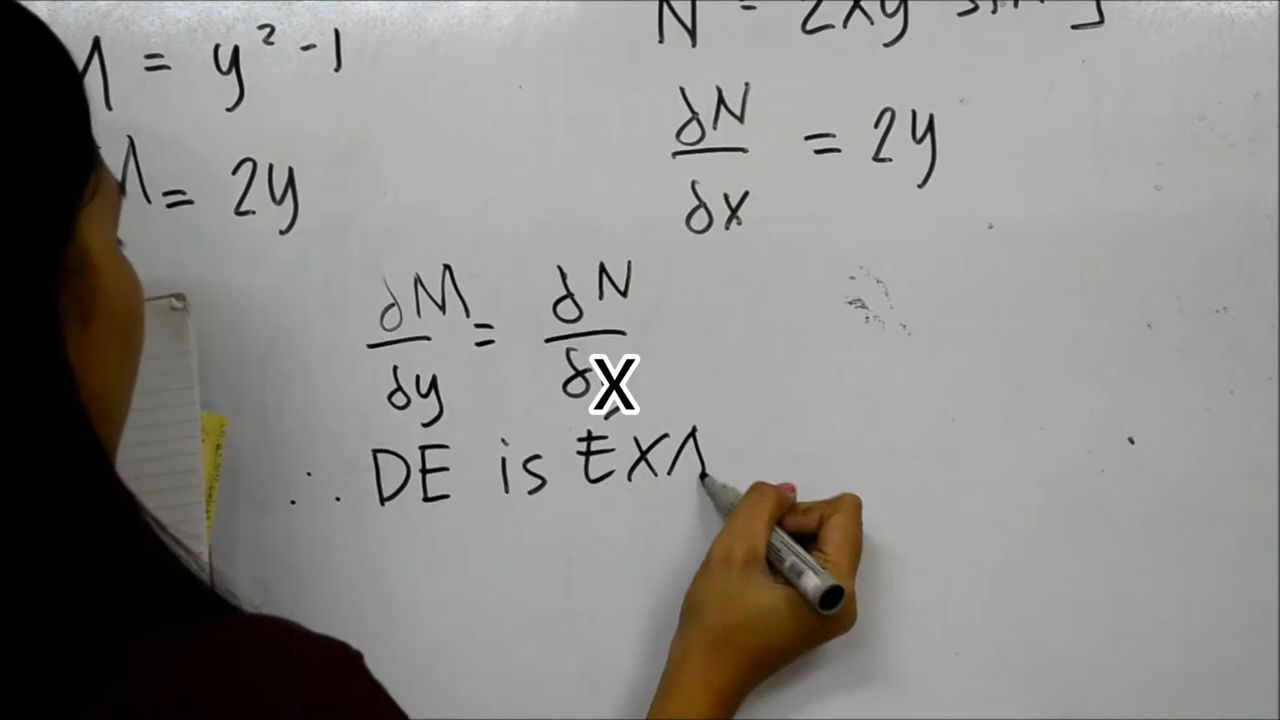 M = y² - 1
N = 2xy
∂N/∂x = 2y
M = 2y
∂M/∂y = ∂N/∂X
∴ DE is EXA